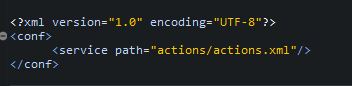 <?xml version="1.0" encoding="UTF-8"?>
<conf>
<service path="actions/actions.xml"/>
</conf>